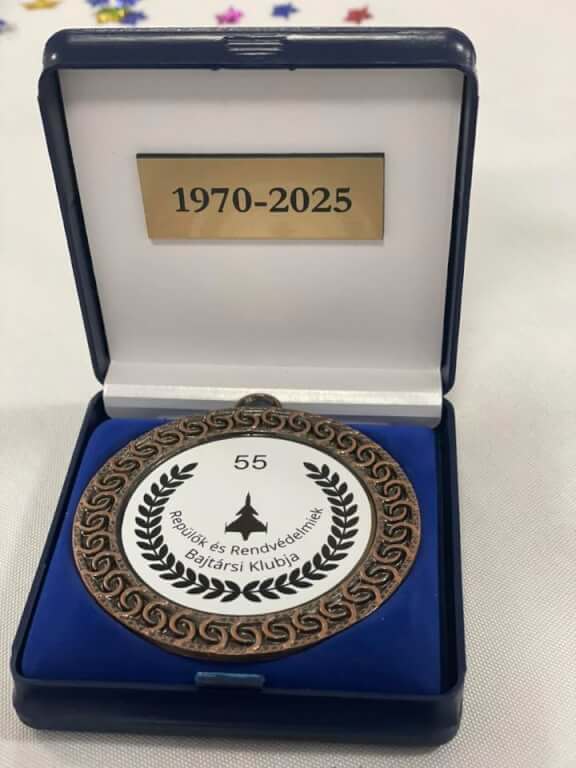 1970-2025
55
Repülők és Rendvédelmiek
Bajtársi Klubja